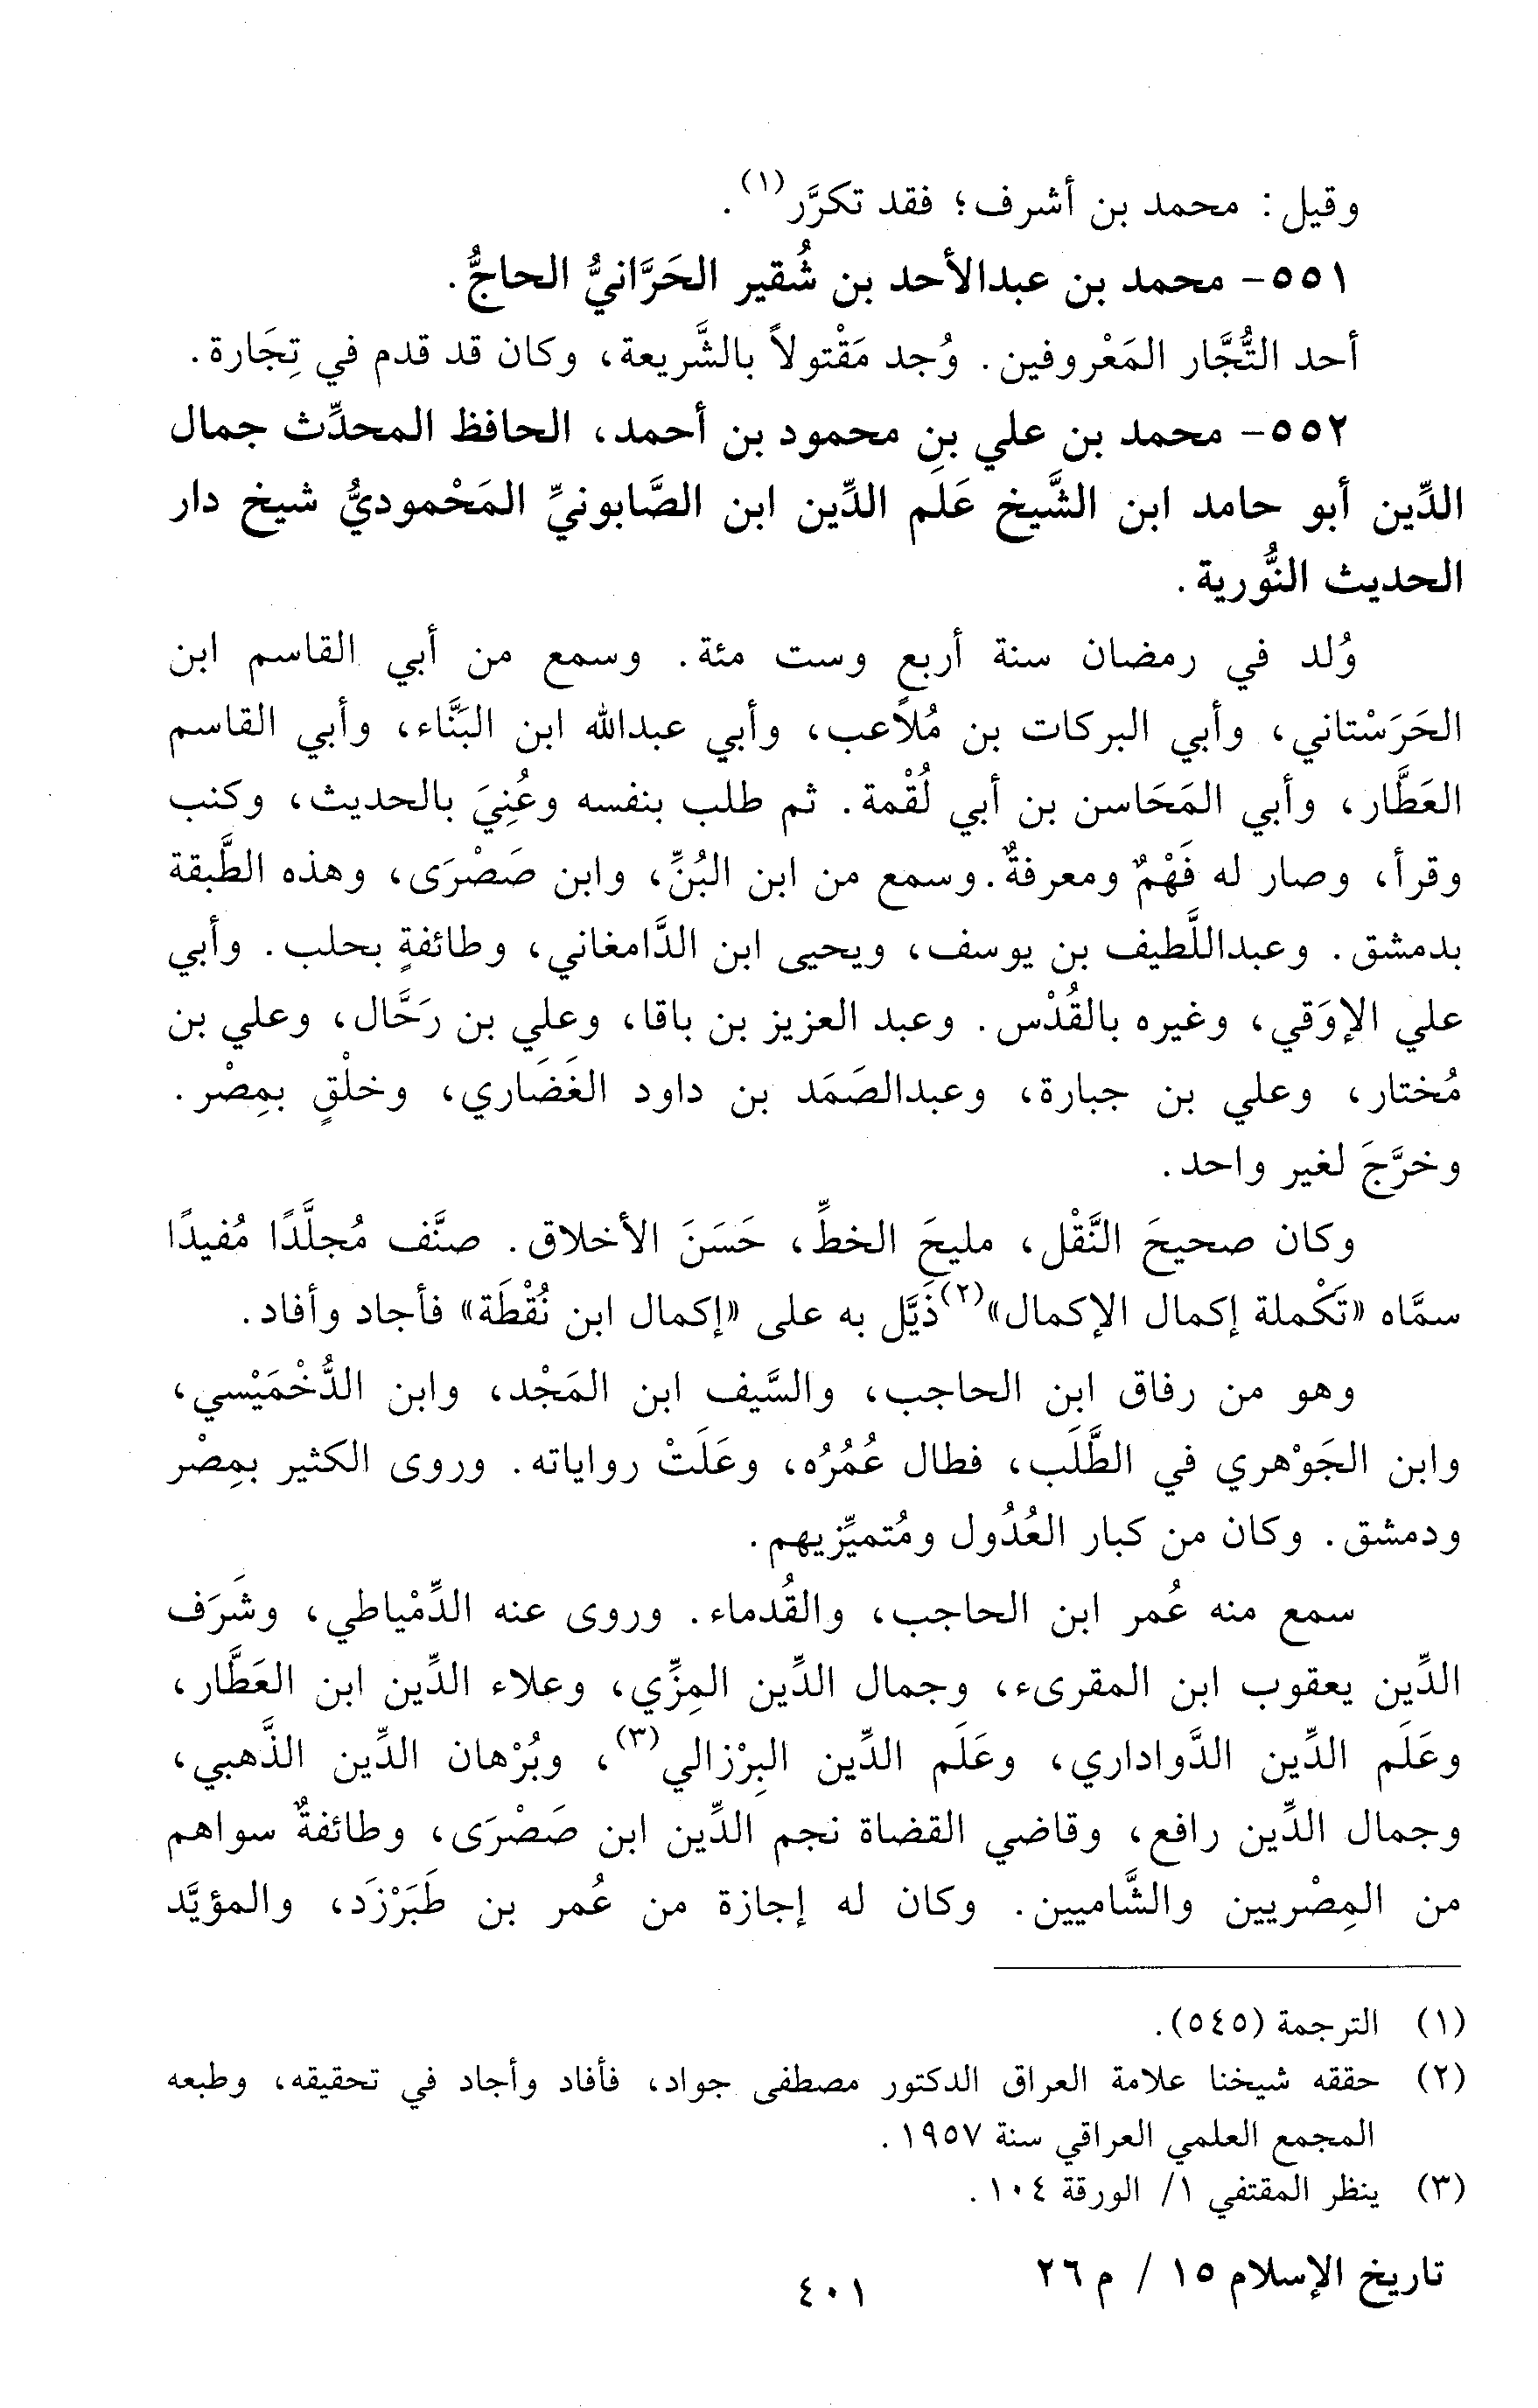 وقيل: محمد بن أشرف؛ فقد تكرَّر(١).
٥٥١- محمد بن عبدالأحد بن شُقير الحَرَّانيُّ الحاجُّ.
أحد التُّجَّار المَعْروفين. وُجد مَقْتولاً بالشَّريعة، وكان قد قدم في تِجَارة.
٥٥٢- محمد بن علي بنِ محمود بن أحمد، الحافظ المحدِّث جمال
الدِّين أبو حامد ابن الشَّيخ عَلَم الدِّين ابن الصَّابونيِّ المَحْموديُّ شيخ دار
الحديث النُّورية.
وُلد في رمضان سنة أربعٍ وست مئة. وسمع من أبي القاسم ابن
الحَرَسْتاني، وأبي البركات بن مُلاَعب، وأبي عبدالله ابن البَنَّاء، وأبي القاسم
العَطَّار، وأبي المَحَاسن بن أبي لُقْمة. ثم طلب بنفسه وعُنِيَ بالحديث، وكتب
وقرأ، وصار له فَهْمٌ ومعرفةٌ. وسمع من ابن البُنِّ، وابن صَصْرَى، وهذه الطَّبقة
بدمشق. وعبداللَّطيف بن يوسف، ويحيى ابن الدَّامغاني، وطائفةٍ بحلب. وأبي
علي الإوَقي، وغيره بالقُدْس. وعبد العزيز بن باقا، وعلي بن رَحَّال، وعلي بن
مُختار، وعلي بن جبارة، وعبدالصَمَد بن داود الغَضَاري، وخلْقٍ بمِصْر.
وخرَّجَ لغير واحد.
وكان صحيحَ النَّقْل، مليحَ الخطِّ، حَسَنَ الأخلاق. صنَّف مُجلَّدًا مُفيدًا
سمَّاه «تَكْملة إكمال الإكمال»(٢) ذَيَّل به على «إكمال ابن نُقْطَة» فأجاد وأفاد.
وهو من رفاق ابن الحاجب، والسَّيف ابن المَجْد، وابن الدُّخْمَيْسي،
وابن الجَوْهري في الطَّلَب، فطال عُمُرُه، وعَلَتْ رواياته. وروى الكثير بمِصْر
ودمشق. وكان من كبار العُدُول ومُتميِّزيهم.
سمع منه عُمر ابن الحاجب، والقُدماء. وروى عنه الدِّمْياطي، وشَرَف
الدِّين يعقوب ابن المقرىء، وجمال الدِّين المِزِّي، وعلاء الدِّين ابن العَطَّار،
وعَلَم الدِّين الدَّواداري، وعَلَم الدِّين البِرْزالي(٣)، وبُرْهان الدِّين الذَّهبي،
وجمال الدِّين رافع، وقاضي القضاة نجم الدِّين ابن صَصْرَى، وطائفةٌ سواهم
من المِصْريين والشَّاميين. وكان له إجازة من عُمر بن طَبَرْزَد، والمؤيَّد
(١) الترجمة (٥٤٥).
(٢) حققه شيخنا علامة العراق الدكتور مصطفى جواد، فأفاد وأجاد في تحقيقه، وطبعه
المجمع العلمي العراقي سنة ١٩٥٧.
(٣) ينظر المقتفي ١/ الورقة ١٠٤.
تاريخ الإسلام ١٥ / م ٢٦
٤٠١